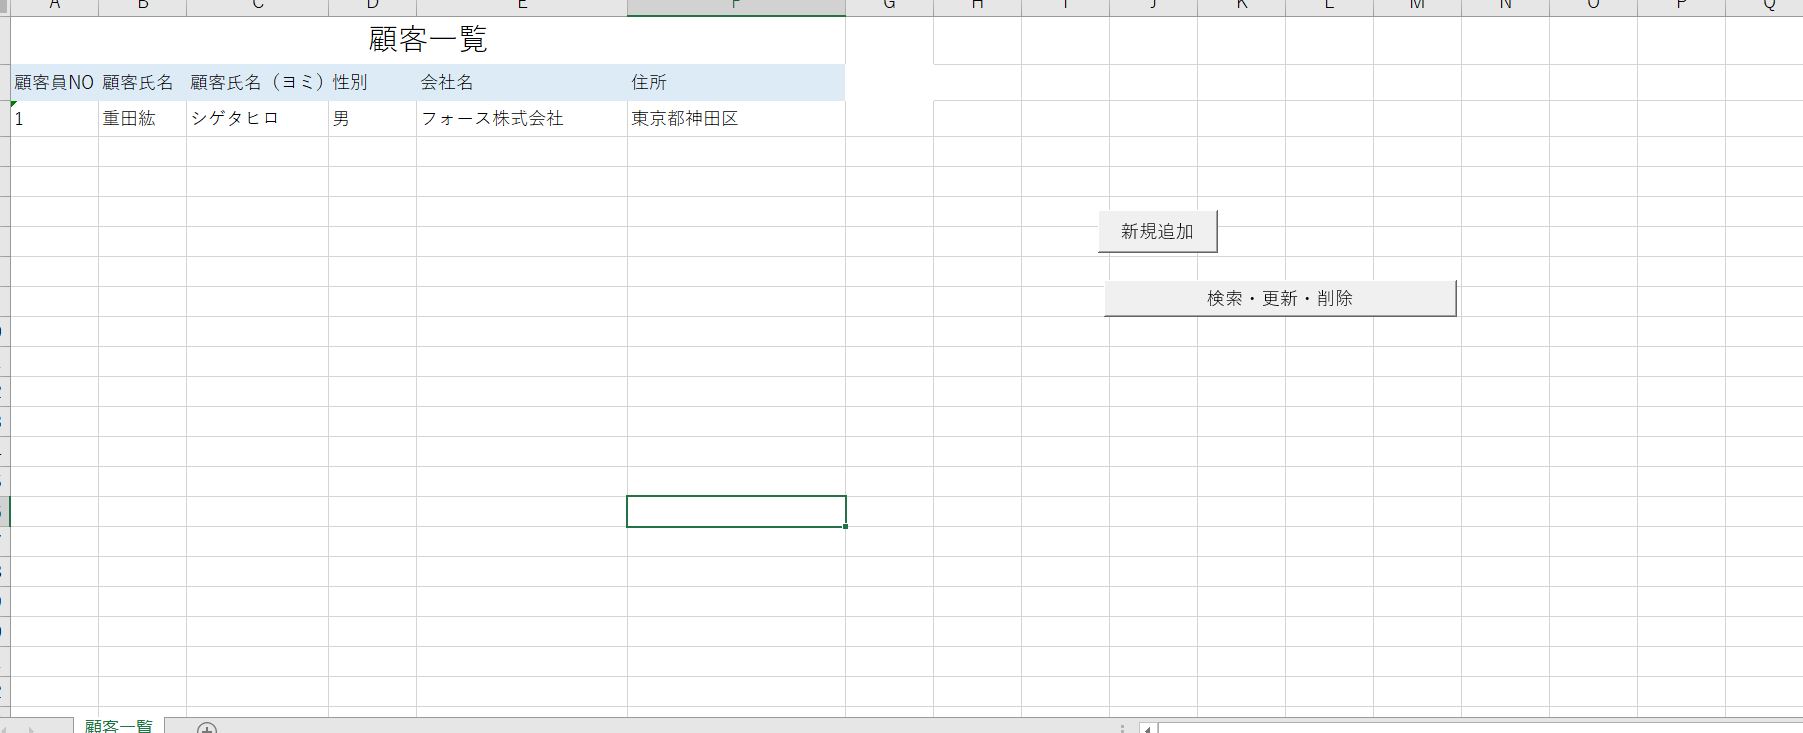 A B C D E F G H I J K L M N O P Q
顧客一覧
顧客員NO 顧客氏名 顧客氏名（ヨミ） 性別 会社名 住所
1 重田紘 シゲタヒロ 男 フォース株式会社 東京都神田区
新規追加
検索・更新・削除
顧客一覧